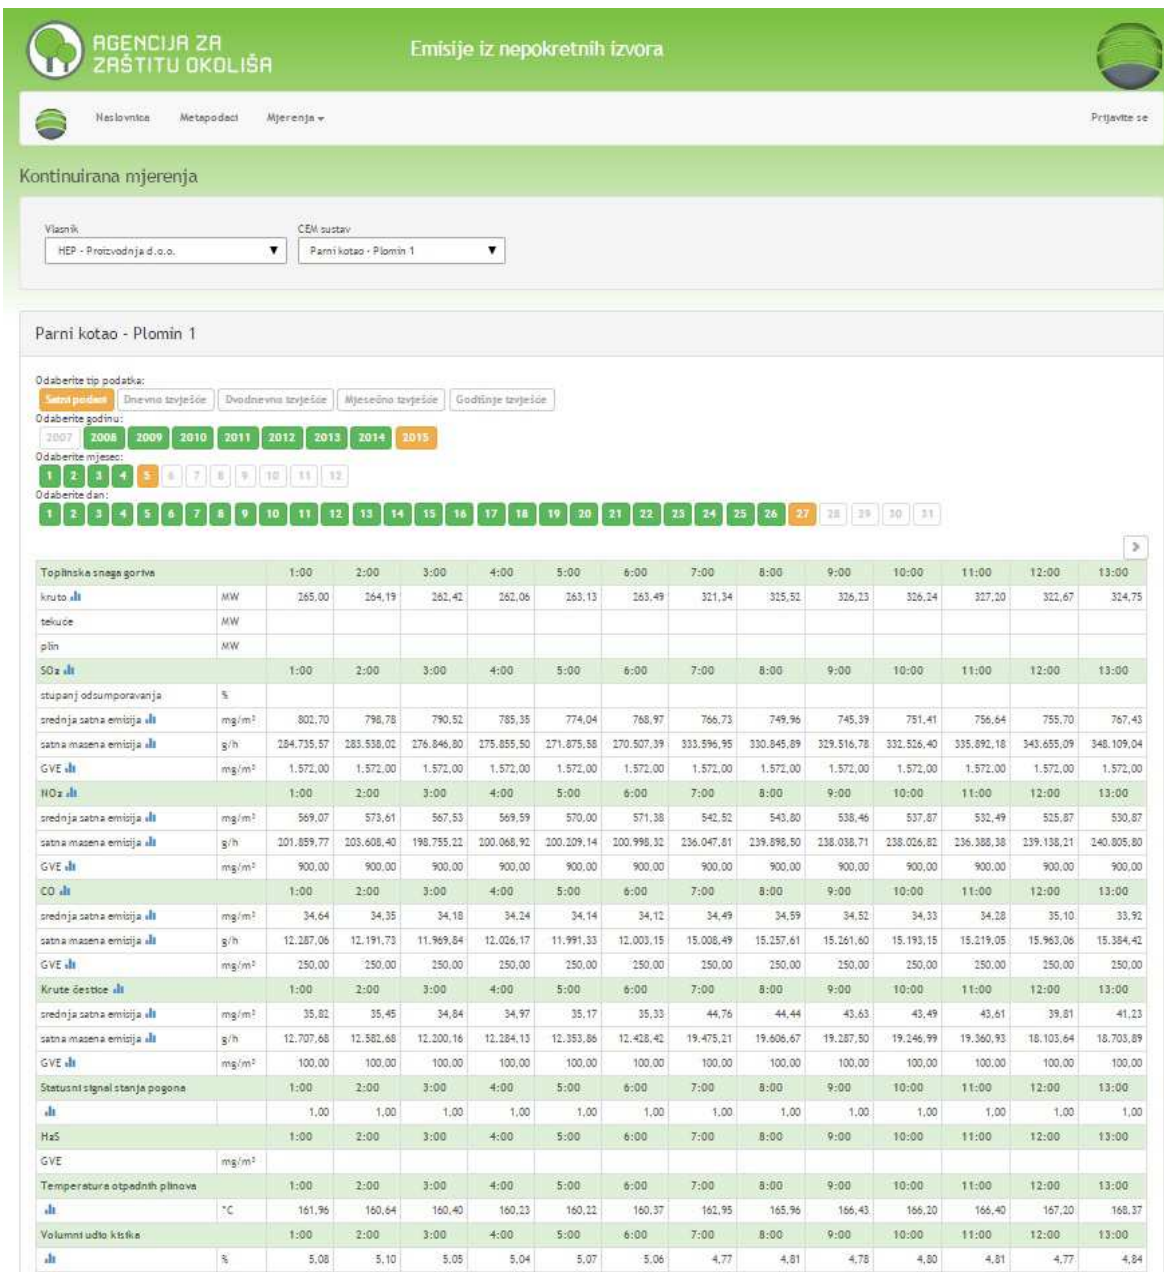 AGENCIJA ZA
ZAŠTITU OKOLIŠA
Emisije iz nepokretnih izvora
Naslovnica Metapodaci Mjerenja Prijavite se
Kontinuirana mjerenja
Vlasnik CEM sustav
HEP - Proizvodnja d.o.o. Parni kotao - Plomin 1
Parni kotao - Plomin 1
Odaberite tip podatka:
Satni podaci Dnevno izvješće Dvodnevno izvješće Mjesečno izvješće Godišnje izvješće
Odaberite godinu:
2007 2008 2009 2010 2011 2012 2013 2014 2015
Odaberite mjesec:
1 2 3 4 5 6 7 8 9 10 11 12
Odaberite dan:
1 2 3 4 5 6 7 8 9 10 11 12 13 14 15 16 17 18 19 20 21 22 23 24 25 26 27 28 29 30 31
Toplinska snaga goriva 1:00 2:00 3:00 4:00 5:00 6:00 7:00 8:00 9:00 10:00 11:00 12:00 13:00
kruto MW 265,00 264,19 262,42 262,06 263,13 263,49 321,34 325,52 326,23 326,24 327,20 322,67 324,75
tekuće MW
plin MW
SO₂ 1:00 2:00 3:00 4:00 5:00 6:00 7:00 8:00 9:00 10:00 11:00 12:00 13:00
stupanj odsumporavanja %
srednja satna emisija mg/m³ 802,70 798,78 790,52 785,35 774,04 768,97 766,73 749,96 745,39 751,41 756,64 755,70 767,43
satna masena emisija g/h 284.735,57 283.538,02 276.846,80 275.855,50 271.875,58 270.507,39 333.596,95 330.845,89 329.516,78 332.526,40 335.892,18 343.655,09 348.109,04
GVE mg/m³ 1.572,00 1.572,00 1.572,00 1.572,00 1.572,00 1.572,00 1.572,00 1.572,00 1.572,00 1.572,00 1.572,00 1.572,00 1.572,00
NO₂ 1:00 2:00 3:00 4:00 5:00 6:00 7:00 8:00 9:00 10:00 11:00 12:00 13:00
srednja satna emisija mg/m³ 569,07 573,61 567,53 569,59 570,00 571,38 542,52 543,80 538,46 537,87 532,49 525,87 530,87
satna masena emisija g/h 201.859,77 203.608,40 198.755,22 200.068,92 200.209,14 200.998,32 236.047,81 239.898,50 238.038,71 238.026,82 236.388,38 239.138,21 240.805,80
GVE mg/m³ 900,00 900,00 900,00 900,00 900,00 900,00 900,00 900,00 900,00 900,00 900,00 900,00 900,00
CO 1:00 2:00 3:00 4:00 5:00 6:00 7:00 8:00 9:00 10:00 11:00 12:00 13:00
srednja satna emisija mg/m³ 34,64 34,35 34,18 34,24 34,14 34,12 34,49 34,59 34,52 34,33 34,28 35,10 33,92
satna masena emisija g/h 12.287,06 12.191,73 11.969,84 12.026,17 11.991,33 12.003,15 15.008,49 15.257,61 15.261,60 15.193,15 15.219,05 15.963,06 15.384,42
GVE mg/m³ 250,00 250,00 250,00 250,00 250,00 250,00 250,00 250,00 250,00 250,00 250,00 250,00 250,00
Krute čestice 1:00 2:00 3:00 4:00 5:00 6:00 7:00 8:00 9:00 10:00 11:00 12:00 13:00
srednja satna emisija mg/m³ 35,82 35,45 34,84 34,97 35,17 35,33 44,76 44,44 43,63 43,49 43,61 39,81 41,23
satna masena emisija g/h 12.707,68 12.582,68 12.200,16 12.284,13 12.353,86 12.428,42 19.475,21 19.606,67 19.287,50 19.246,99 19.360,93 18.103,64 18.703,89
GVE mg/m³ 100,00 100,00 100,00 100,00 100,00 100,00 100,00 100,00 100,00 100,00 100,00 100,00 100,00
Statusni signal stanja pogona 1:00 2:00 3:00 4:00 5:00 6:00 7:00 8:00 9:00 10:00 11:00 12:00 13:00
1,00 1,00 1,00 1,00 1,00 1,00 1,00 1,00 1,00 1,00 1,00 1,00 1,00
H₂S 1:00 2:00 3:00 4:00 5:00 6:00 7:00 8:00 9:00 10:00 11:00 12:00 13:00
GVE mg/m³
Temperatura otpadnih plinova 1:00 2:00 3:00 4:00 5:00 6:00 7:00 8:00 9:00 10:00 11:00 12:00 13:00
°C 161,96 160,64 160,40 160,23 160,22 160,37 162,95 165,96 166,43 166,20 166,40 167,20 168,37
Volumni udio kisika 1:00 2:00 3:00 4:00 5:00 6:00 7:00 8:00 9:00 10:00 11:00 12:00 13:00
% 5,08 5,10 5,05 5,04 5,07 5,06 4,77 4,81 4,78 4,80 4,81 4,77 4,84